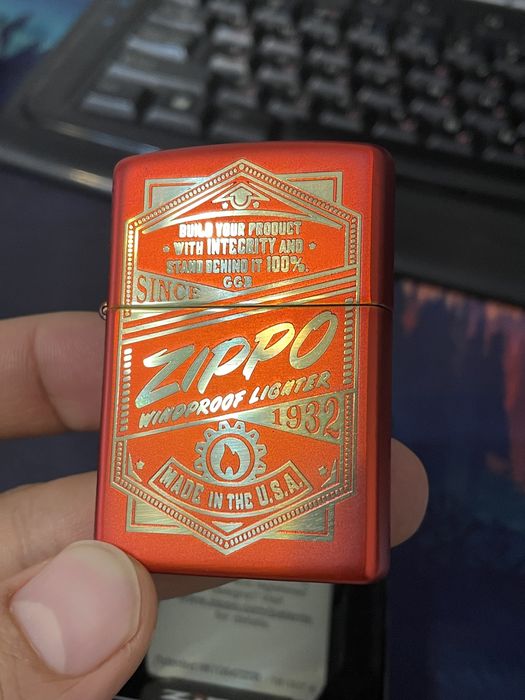 BUILD YOUR PRODUCT
WITH INTEGRITY AND
STAND BEHIND IT 100%.
GGB
SINCE
ZIPPO
WINDPROOF LIGHTER
1932
MADE IN THE U.S.A.